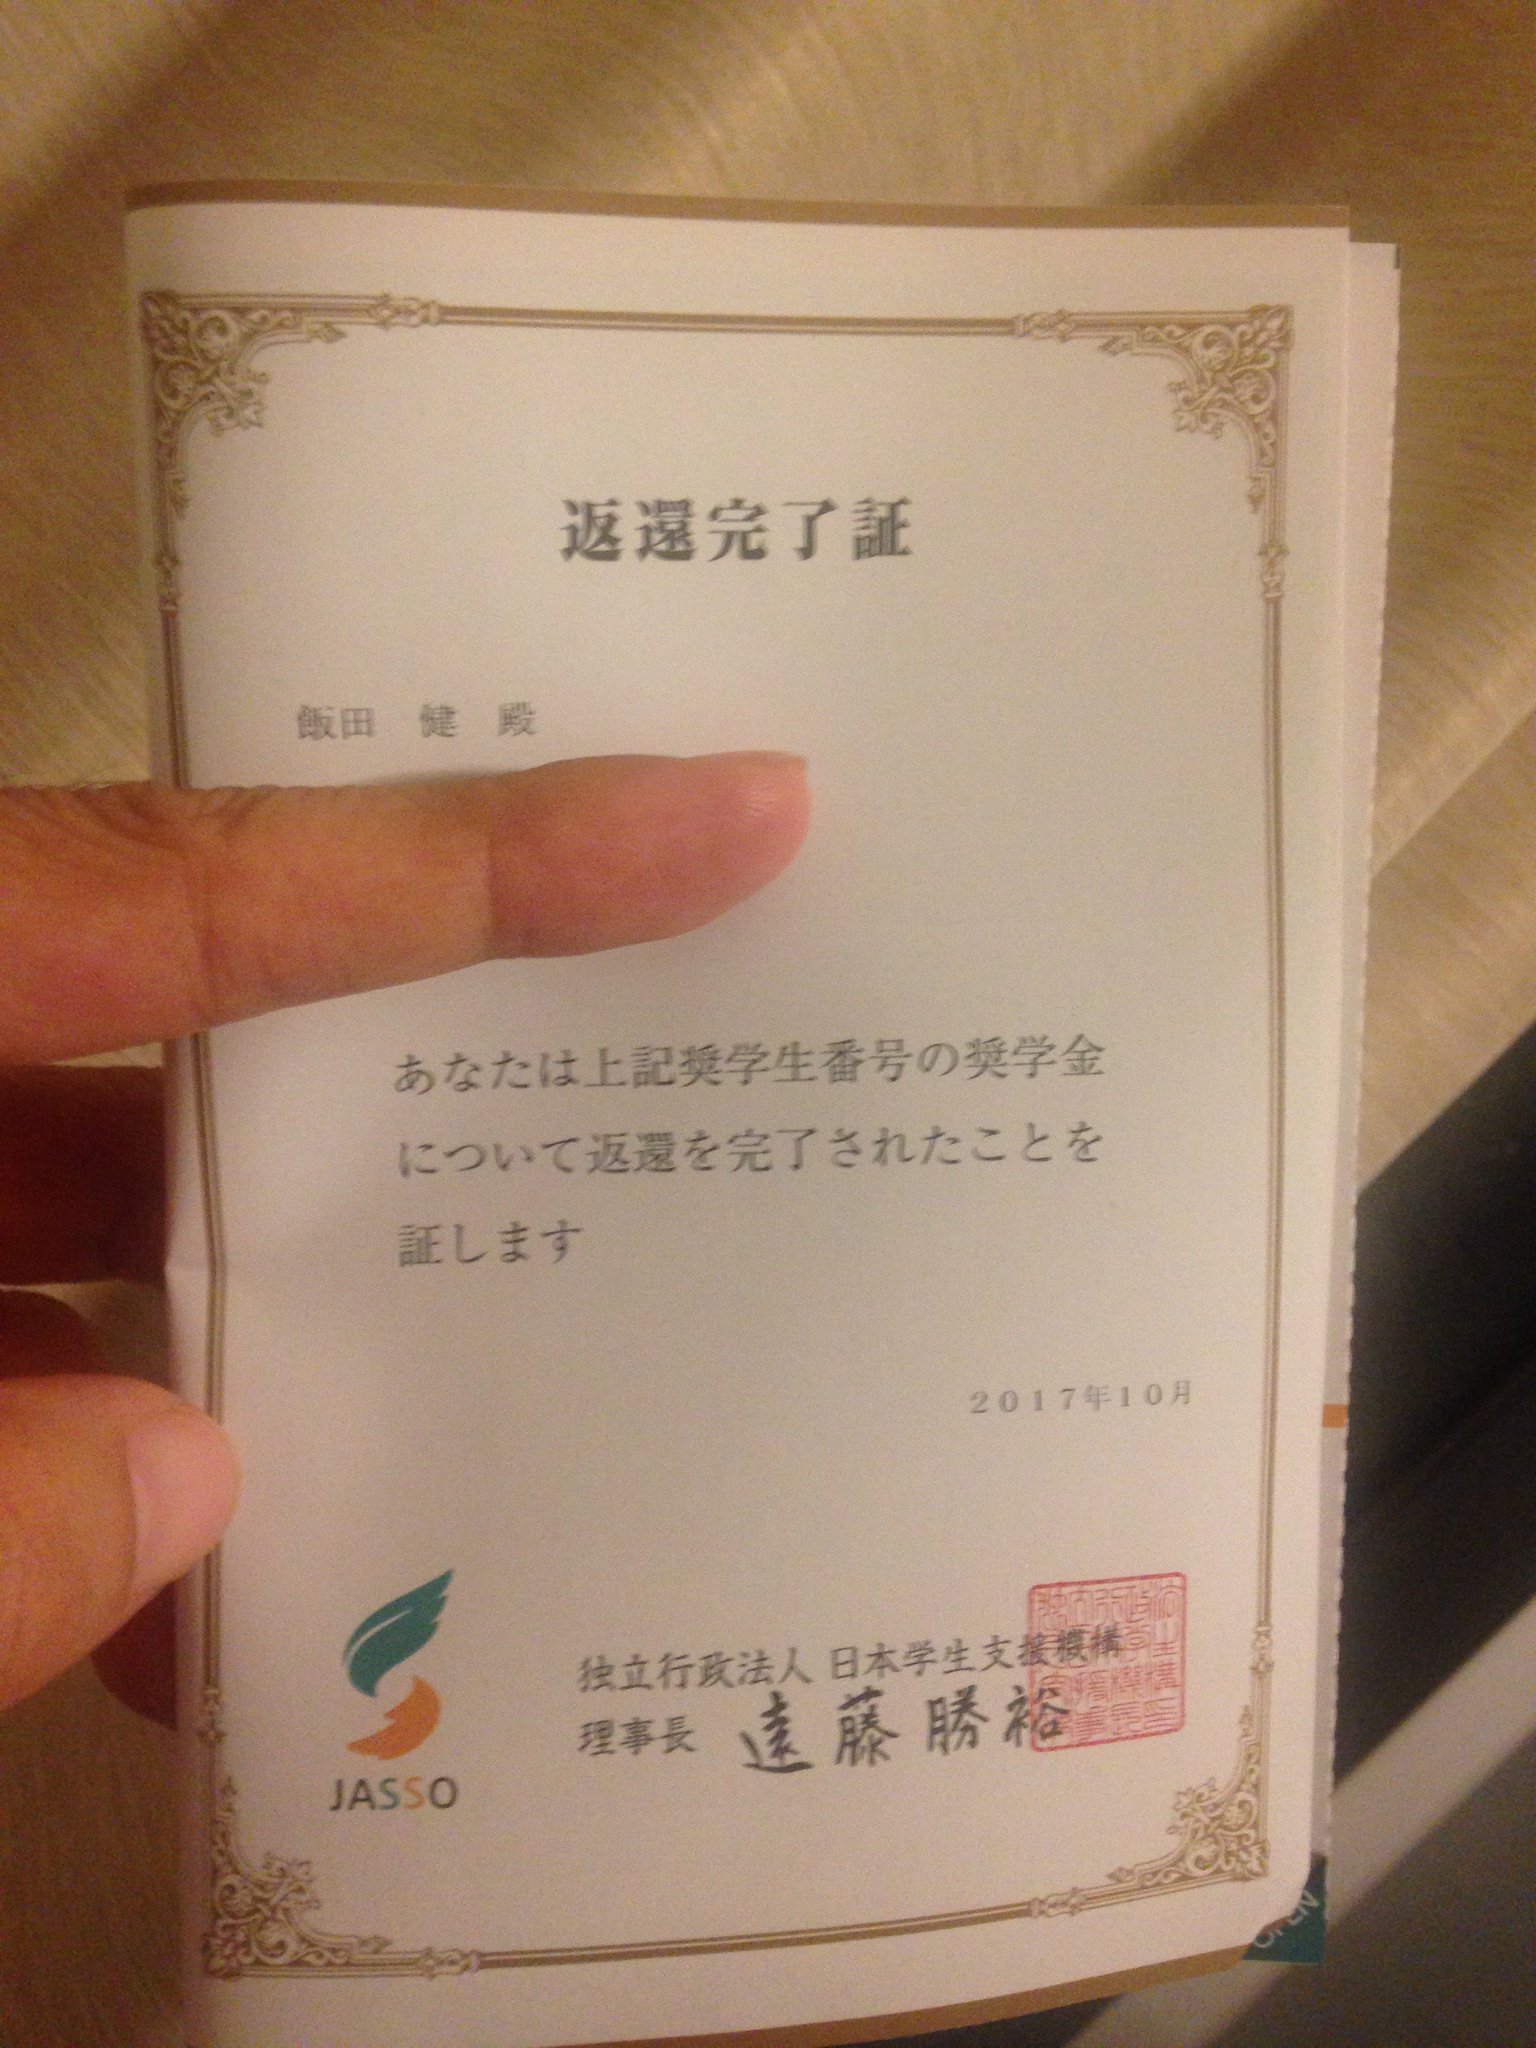 返還完了証
飯田 健 殿
あなたは上記奨学生番号の奨学金
について返還を完了されたことを
証します
2017年10月
独立行政法人 日本学生支援機構
理事長 遠藤勝裕
JASSO
OPEN